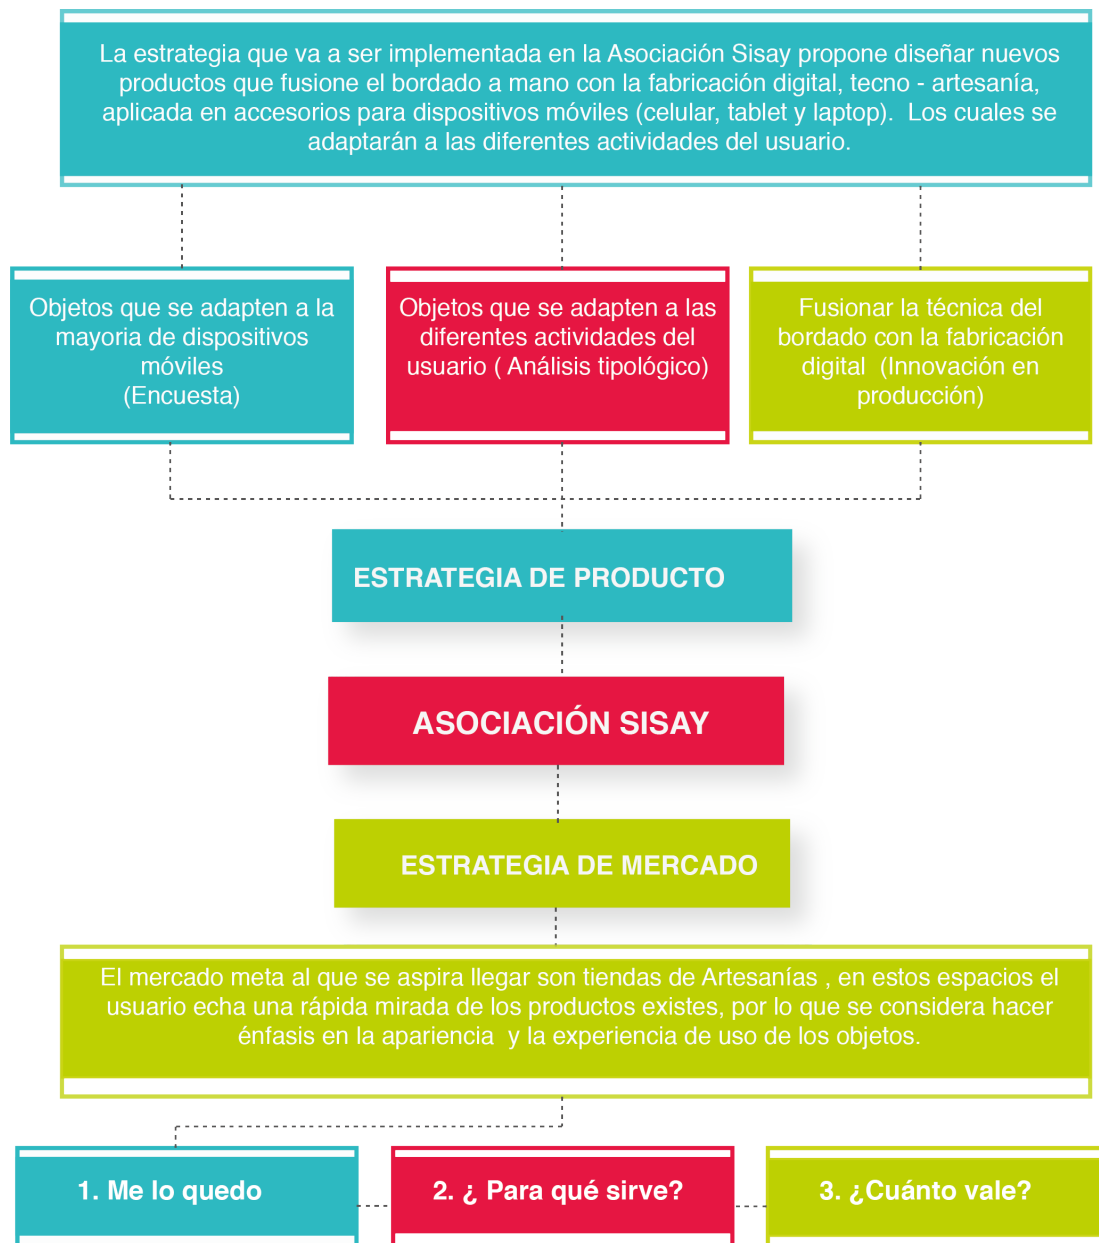 La estrategia que va a ser implementada en la Asociación Sisay propone diseñar nuevos
productos que fusione el bordado a mano con la fabricación digital, tecno - artesanía,
aplicada en accesorios para dispositivos móviles (celular, tablet y laptop).  Los cuales se
adaptarán a las diferentes actividades del usuario.
Objetos que se adapten a la
mayoria de dispositivos
móviles
(Encuesta)
Objetos que se adapten a las
diferentes actividades del
usuario ( Análisis tipológico)
Fusionar la técnica del
bordado con la fabricación
digital  (Innovación en
producción)
ESTRATEGIA DE PRODUCTO
ASOCIACIÓN SISAY
ESTRATEGIA DE MERCADO
El mercado meta al que se aspira llegar son tiendas de Artesanías , en estos espacios el
usuario echa una rápida mirada de los productos existes, por lo que se considera hacer
énfasis en la apariencia  y la experiencia de uso de los objetos.
1. Me lo quedo
2. ¿ Para qué sirve?
3. ¿Cuánto vale?